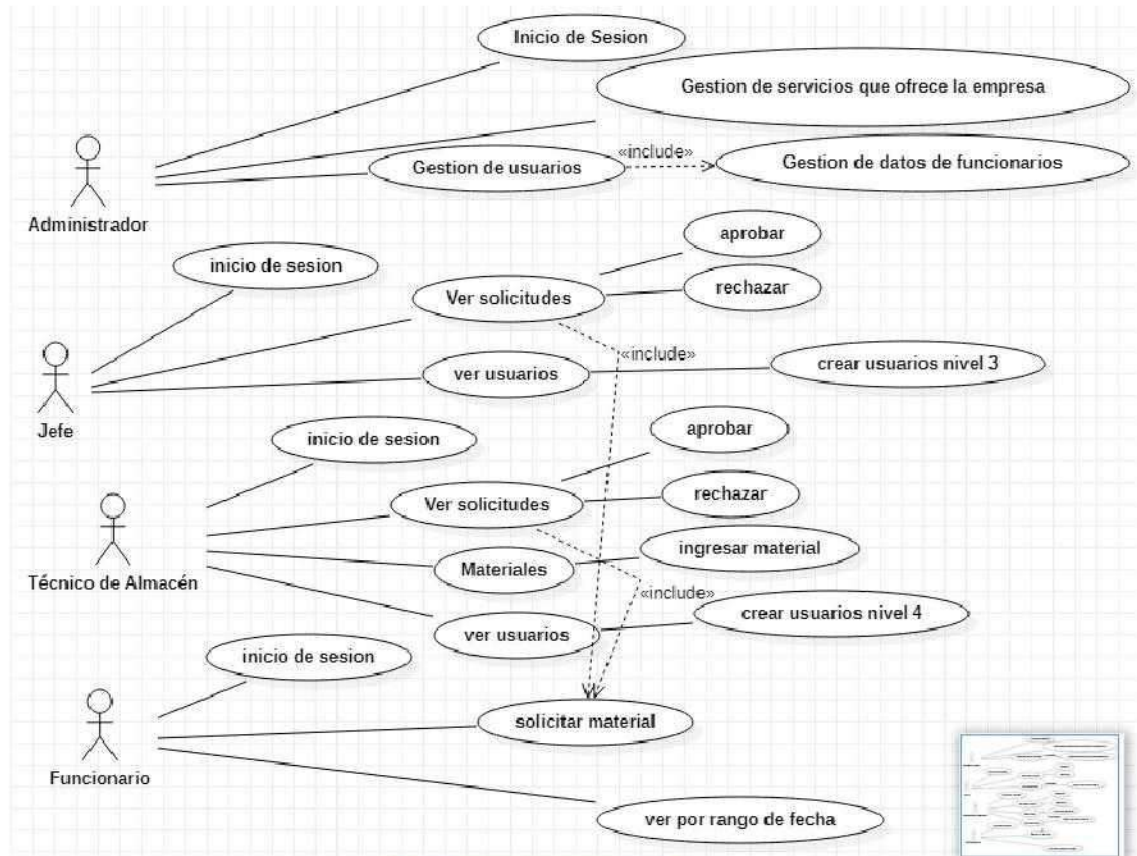 Inicio de Sesion
Gestion de servicios que ofrece la empresa
«include»
Gestion de usuarios
Gestion de datos de funcionarios
Administrador
aprobar
inicio de sesion
Ver solicitudes
rechazar
«include»
ver usuarios
crear usuarios nivel 3
Jefe
aprobar
inicio de sesion
Ver solicitudes
rechazar
ingresar material
Materiales
Técnico de Almacén
«include»
crear usuarios nivel 4
ver usuarios
inicio de sesion
solicitar material
Funcionario
ver por rango de fecha